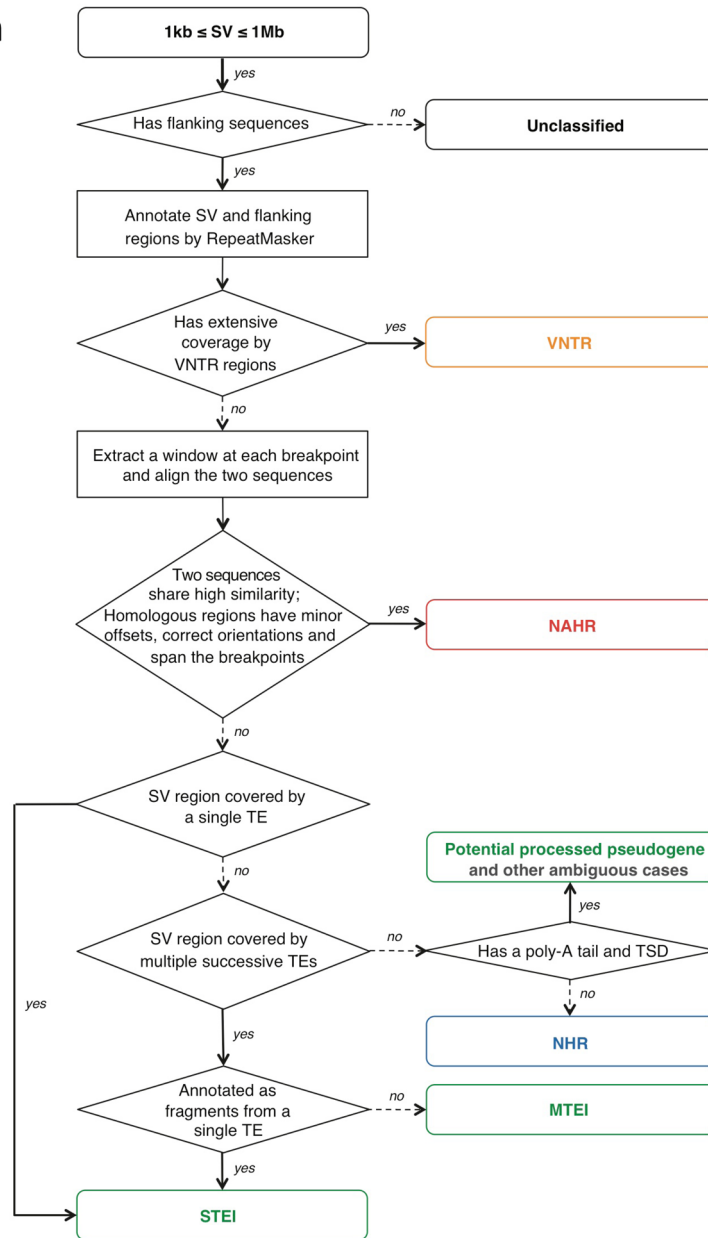 1kb ≤ SV ≤ 1Mb
yes
Has flanking sequences
no
Unclassified
yes
Annotate SV and flanking
regions by RepeatMasker
Has extensive
coverage by
VNTR regions
yes
VNTR
no
Extract a window at each breakpoint
and align the two sequences
Two sequences
share high similarity;
Homologous regions have minor
offsets, correct orientations and
span the breakpoints
yes
NAHR
no
SV region covered by
a single TE
no
Potential processed pseudogene
and other ambiguous cases
yes
SV region covered by
multiple successive TEs
no
Has a poly-A tail and TSD
yes
no
NHR
yes
Annotated as
fragments from a
single TE
no
MTEI
yes
STEI